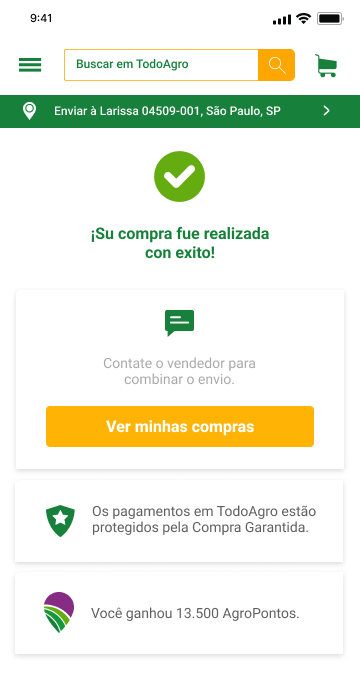 9:41
Buscar em TodoAgro
Enviar à Larissa 04509-001, São Paulo, SP
¡Su compra fue realizada
con exito!
Contate o vendedor para
combinar o envio.
Ver minhas compras
Os pagamentos em TodoAgro estão
protegidos pela Compra Garantida.
Você ganhou 13.500 AgroPontos.